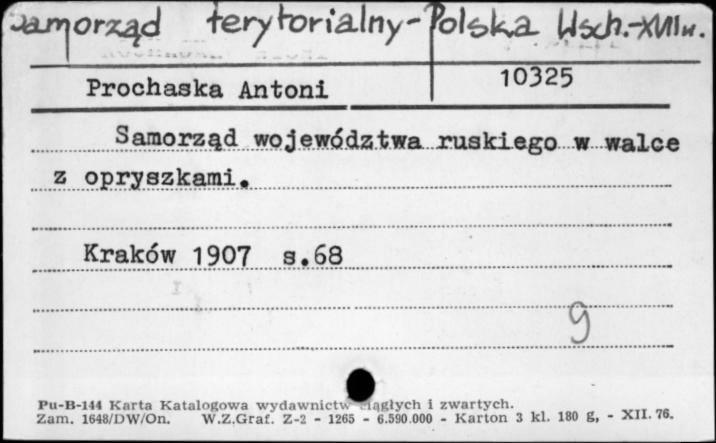 Samorząd terytorialny-Polska Wsch.-XVIIIw.
Prochaska Antoni 10325
Samorząd województwa ruskiego w walce
z opryszkami.
Kraków 1907 s.68
9
Pu-B-144 Karta Katalogowa wydawnictw ciągłych i zwartych.
Zam. 1648/DW/On. W.Z.Graf. Z-2 - 1265 - 6.590.000 - Karton 3 kl. 180 g, - XII. 76.